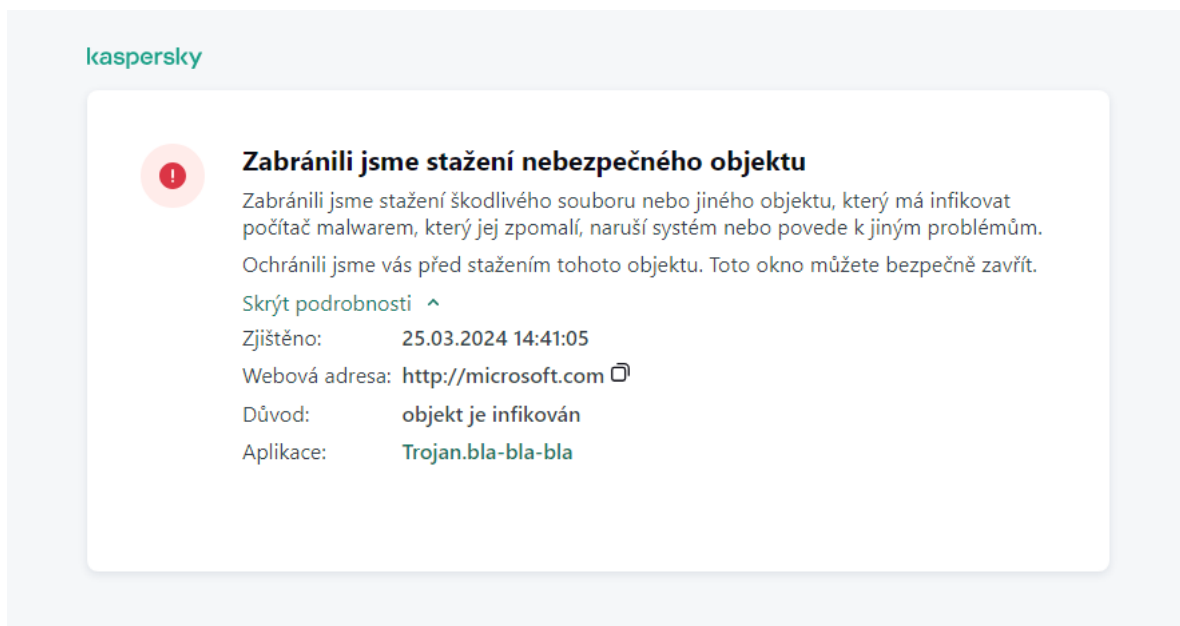 kaspersky
Zabránili jsme stažení nebezpečného objektu
Zabránili jsme stažení škodlivého souboru nebo jiného objektu, který má infikovat
počítač malwarem, který jej zpomalí, naruší systém nebo povede k jiným problémům.
Ochránili jsme vás před stažením tohoto objektu. Toto okno můžete bezpečně zavřít.
Skrýt podrobnosti
Zjištěno: 25.03.2024 14:41:05
Webová adresa: http://microsoft.com
Důvod: objekt je infikován
Aplikace: Trojan.bla-bla-bla